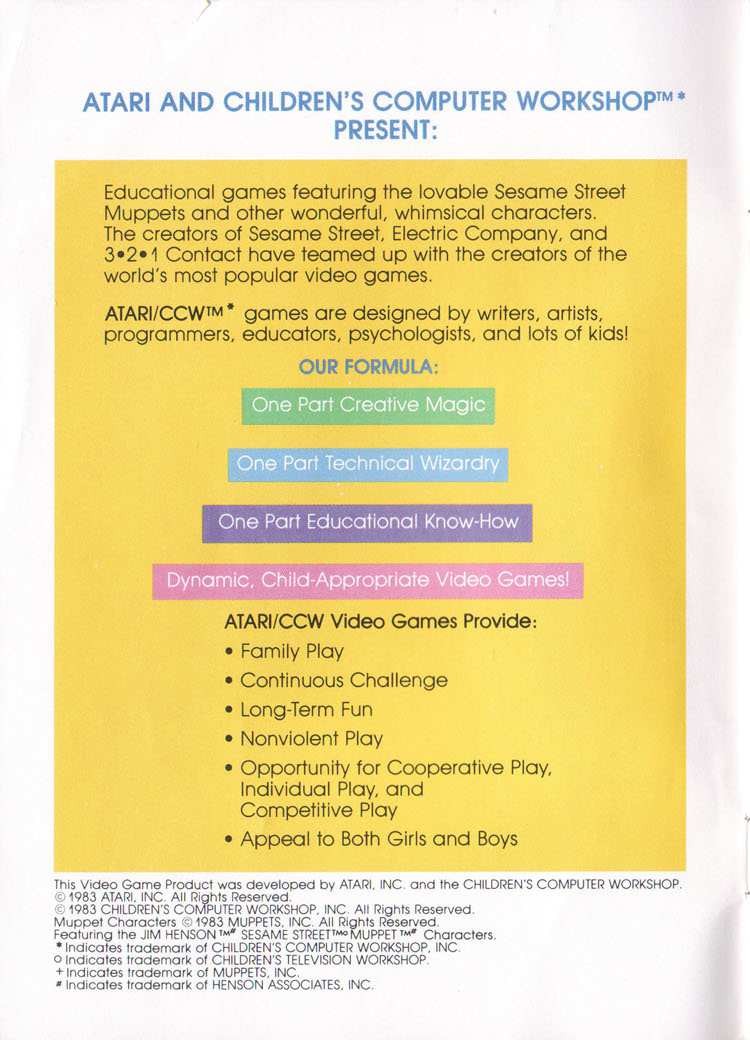 ATARI AND CHILDREN'S COMPUTER WORKSHOP™*
PRESENT:
Educational games featuring the lovable Sesame Street
Muppets and other wonderful, whimsical characters.
The creators of Sesame Street, Electric Company, and
3•2•1 Contact have teamed up with the creators of the
world's most popular video games.
ATARI/CCW™* games are designed by writers, artists,
programmers, educators, psychologists, and lots of kids!
OUR FORMULA:
One Part Creative Magic
One Part Technical Wizardry
One Part Educational Know-How
Dynamic, Child-Appropriate Video Games!
ATARI/CCW Video Games Provide:
• Family Play
• Continuous Challenge
• Long-Term Fun
• Nonviolent Play
• Opportunity for Cooperative Play,
Individual Play, and
Competitive Play
• Appeal to Both Girls and Boys
This Video Game Product was developed by ATARI, INC. and the CHILDREN'S COMPUTER WORKSHOP.
© 1983 ATARI, INC. All Rights Reserved.
© 1983 CHILDREN'S COMPUTER WORKSHOP, INC. All Rights Reserved.
Muppet Characters © 1983 MUPPETS, INC. All Rights Reserved.
Featuring the JIM HENSON™# SESAME STREET™○ MUPPET™# Characters.
* Indicates trademark of CHILDREN'S COMPUTER WORKSHOP, INC.
○ Indicates trademark of CHILDREN'S TELEVISION WORKSHOP.
+ Indicates trademark of MUPPETS, INC.
# Indicates trademark of HENSON ASSOCIATES, INC.